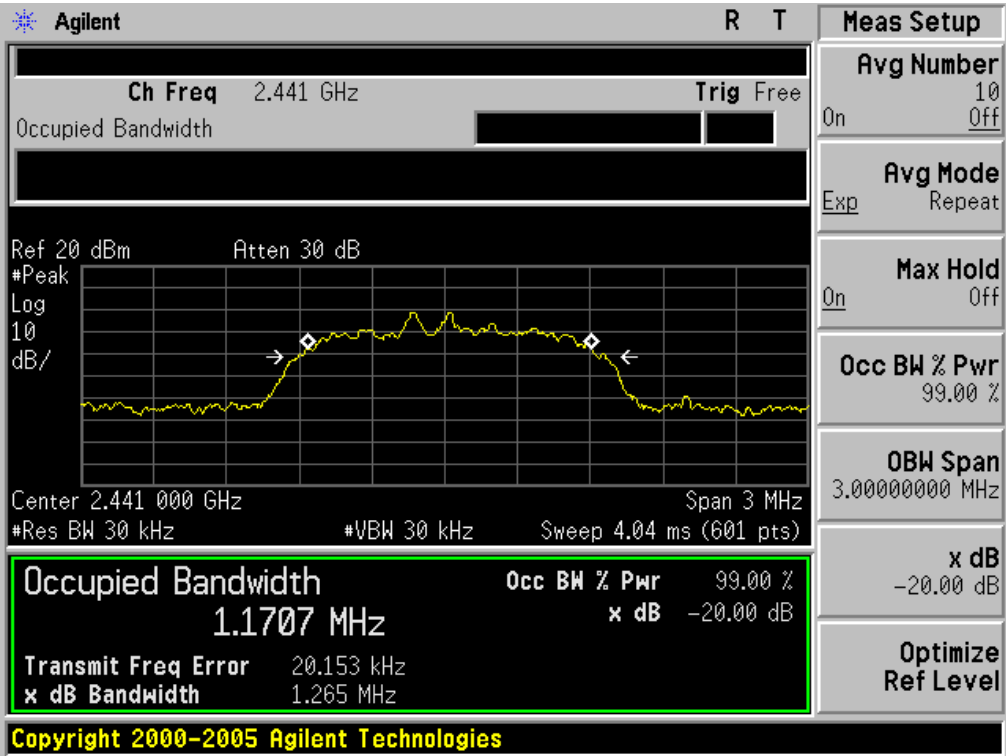 Agilent R T
Ch Freq 2.441 GHz Trig Free
Occupied Bandwidth
Ref 20 dBm Atten 30 dB
#Peak
Log
10
dB/
Center 2.441 000 GHz Span 3 MHz
#Res BW 30 kHz #VBW 30 kHz Sweep 4.04 ms (601 pts)
Occupied Bandwidth Occ BW % Pwr 99.00 %
1.1707 MHz x dB -20.00 dB
Transmit Freq Error 20.153 kHz
x dB Bandwidth 1.265 MHz
Copyright 2000-2005 Agilent Technologies
Meas Setup
Avg Number
10
On Off
Avg Mode
Exp Repeat
Max Hold
On Off
Occ BW % Pwr
99.00 %
OBW Span
3.00000000 MHz
x dB
-20.00 dB
Optimize
Ref Level